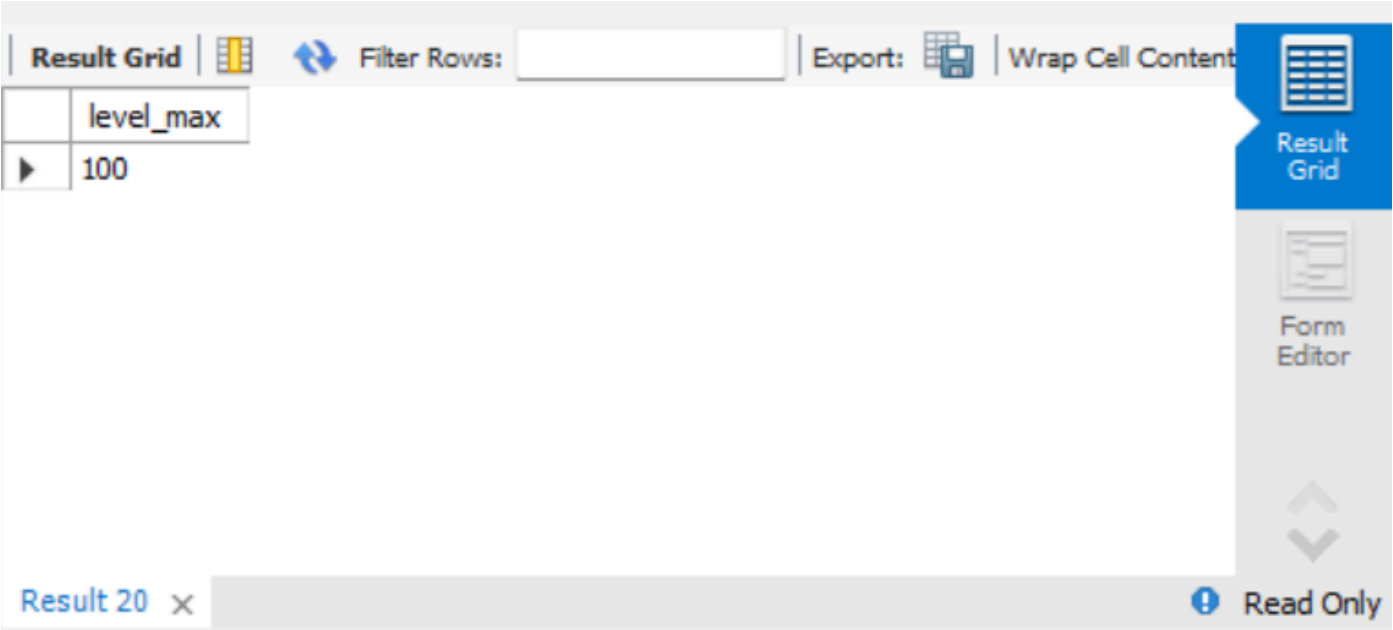 Result Grid Filter Rows: Export: Wrap Cell Content
level_max
100
Result
Grid
Form
Editor
Result 20
Read Only